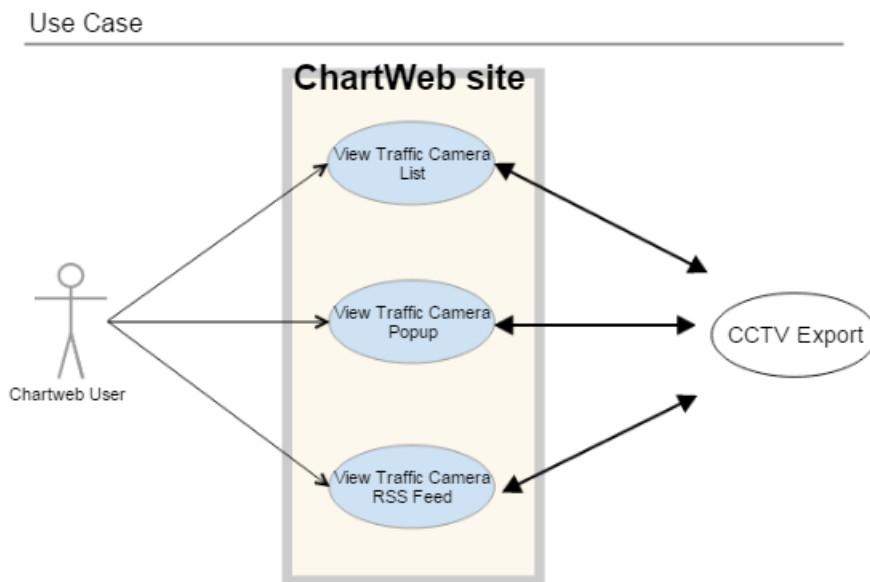 Use Case
ChartWeb site
View Traffic Camera
List
View Traffic Camera
Popup
CCTV Export
Chartweb User
View Traffic Camera
RSS Feed